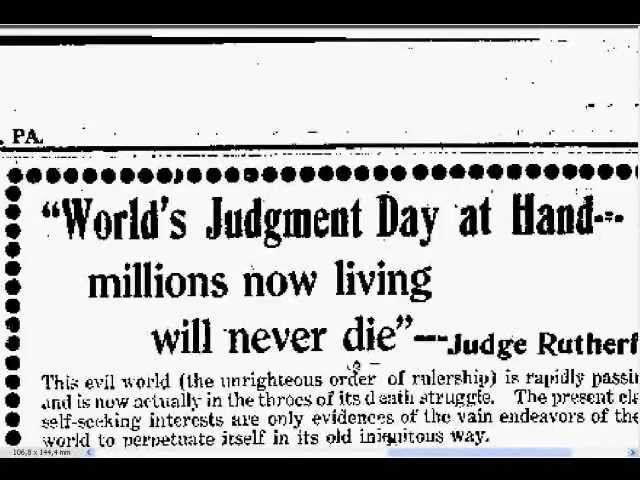 . PA.
"World's Judgment Day at Hand--
millions now living
will never die"—Judge Rutherf
This evil world (the unrighteous order of rulership) is rapidly passin
and is now actually in the throes of its death struggle. The present ele
self-seeking interests are only evidences of the vain endeavors of the
world to perpetuate itself in its old iniquitous way.
106,8 x 144,4 mm